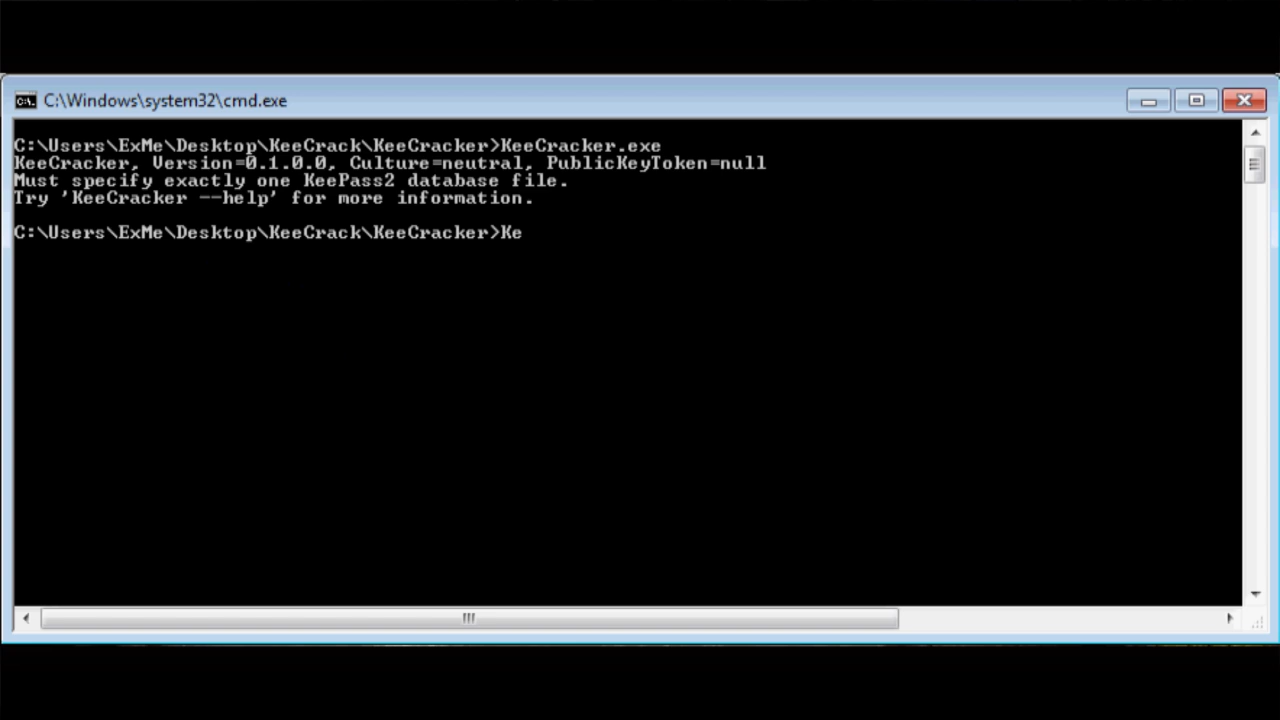 C:\Windows\system32\cmd.exe
C:\Users\ExMe\Desktop\KeeCrack\KeeCracker>KeeCracker.exe
KeeCracker, Version=0.1.0.0, Culture=neutral, PublicKeyToken=null
Must specify exactly one KeePass2 database file.
Try 'KeeCracker --help' for more information.
C:\Users\ExMe\Desktop\KeeCrack\KeeCracker>Ke